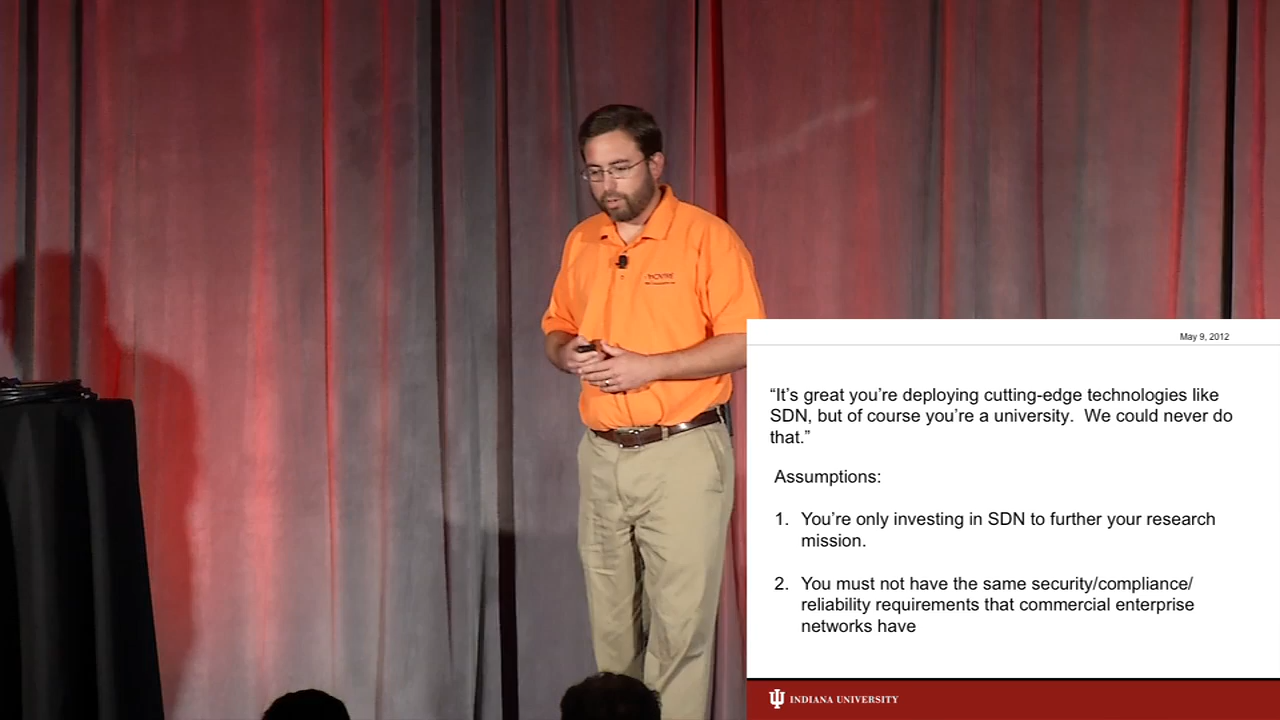 May 9, 2012
“It’s great you’re deploying cutting-edge technologies like
SDN, but of course you’re a university.  We could never do
that.”
Assumptions:
1. You’re only investing in SDN to further your research
mission.
2. You must not have the same security/compliance/
reliability requirements that commercial enterprise
networks have
INDIANA UNIVERSITY